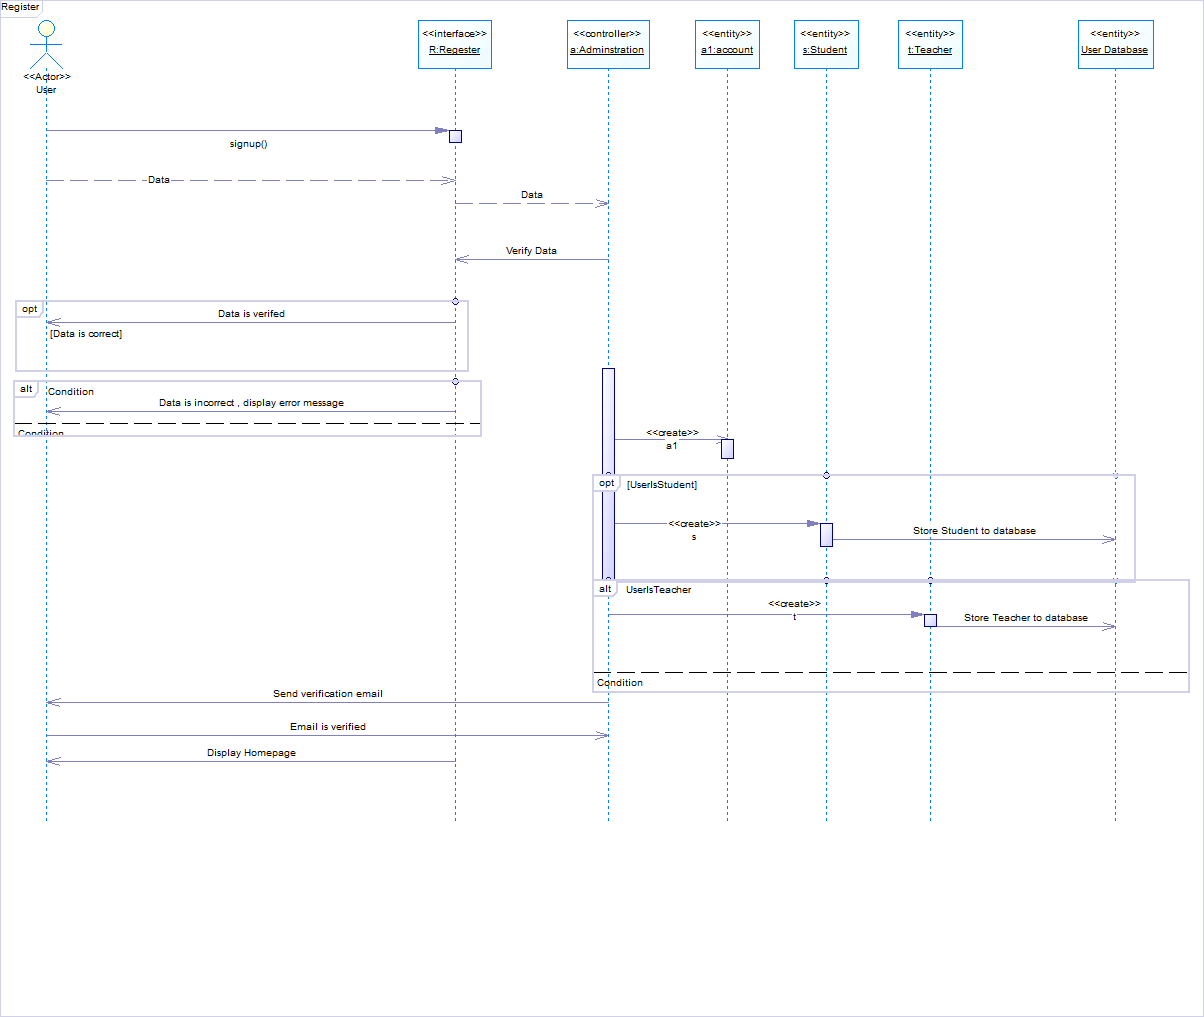 Register
<<Actor>>
User
<<interface>>
R:Regester
<<controller>>
a:Adminstration
<<entity>>
a1:account
<<entity>>
s:Student
<<entity>>
t:Teacher
<<entity>>
User Database
signup()
Data
Data
Verify Data
opt
Data is verifed
[Data is correct]
alt
Condition
Data is incorrect , display error message
Condition
<<create>>
a1
opt
[UserIsStudent]
<<create>>
s
Store Student to database
alt
UserIsTeacher
<<create>>
t
Store Teacher to database
Condition
Send verification email
Email is verified
Display Homepage